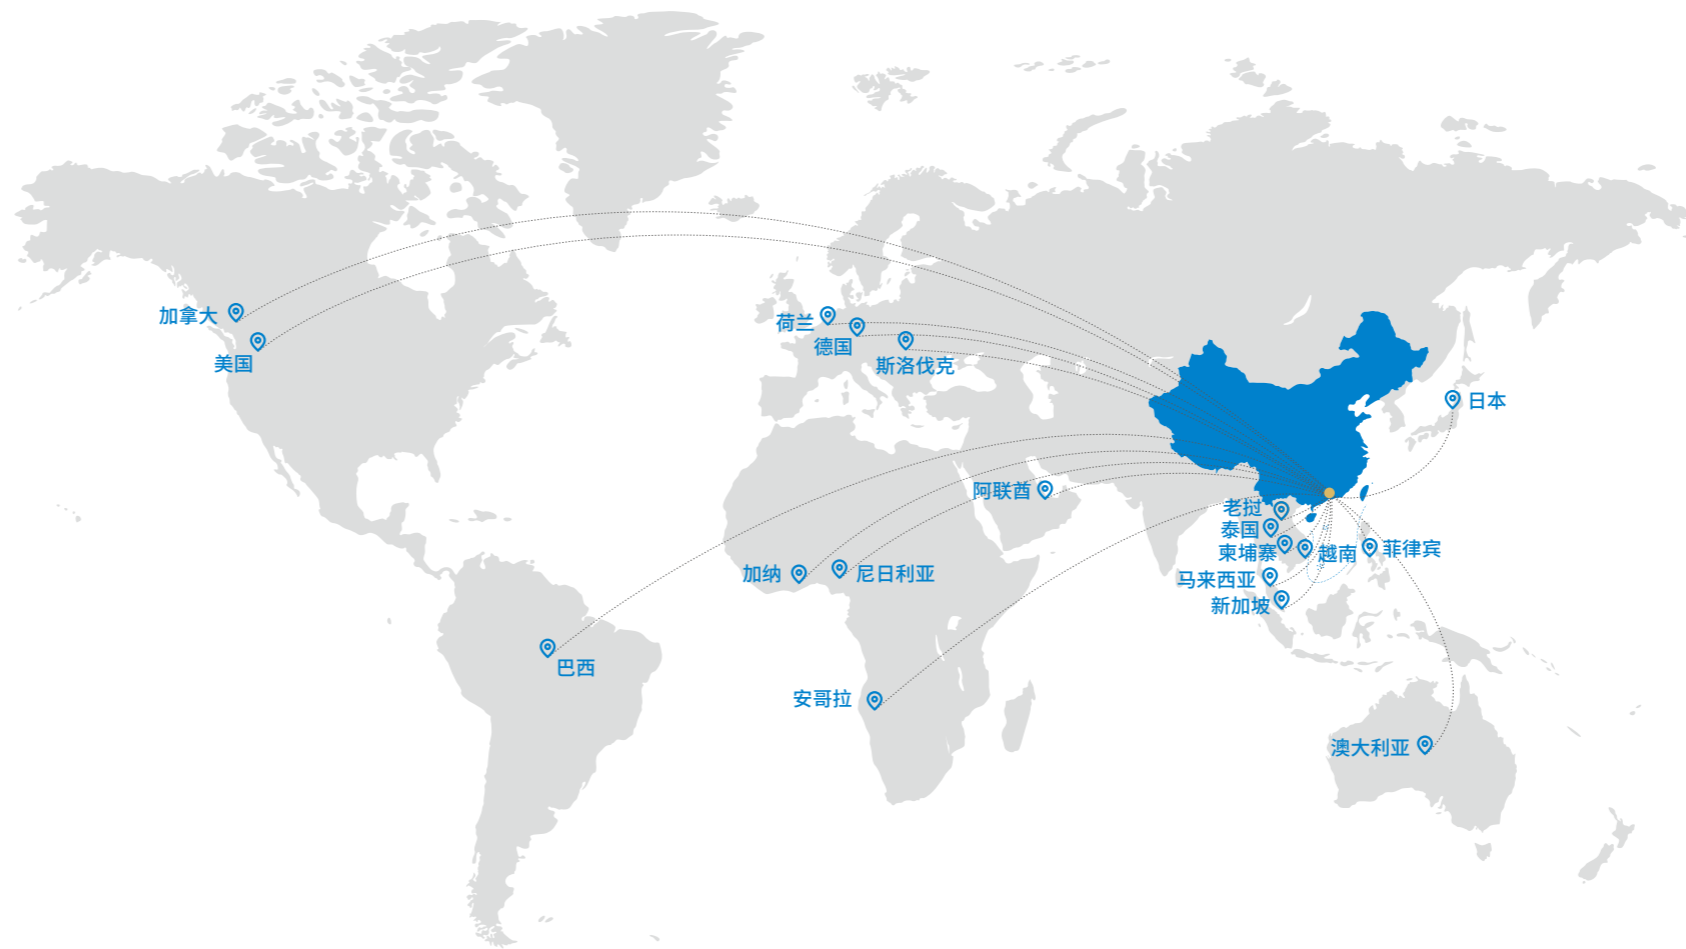 加拿大
美国
荷兰
德国
斯洛伐克
日本
阿联酋
老挝
泰国
柬埔寨
越南
菲律宾
马来西亚
新加坡
加纳
尼日利亚
巴西
安哥拉
澳大利亚